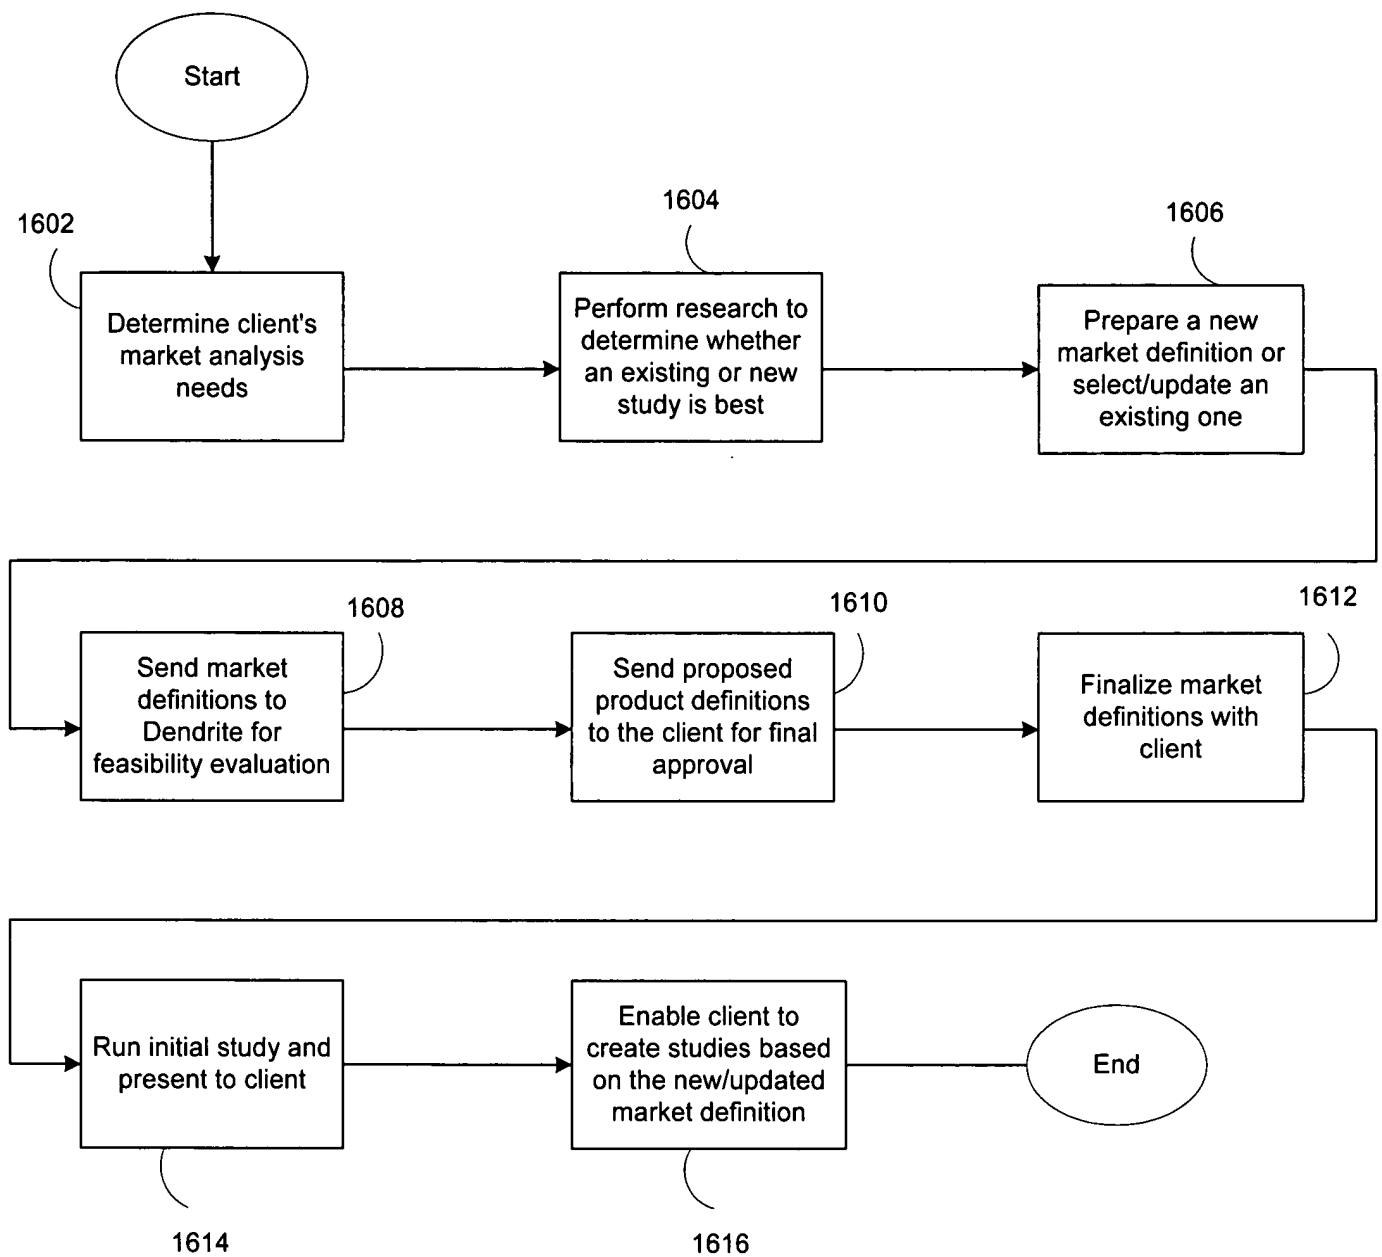 Start
1602
Determine client's
market analysis
needs
1604
Perform research to
determine whether
an existing or new
study is best
1606
Prepare a new
market definition or
select/update an
existing one
1608
Send market
definitions to
Dendrite for
feasibility evaluation
1610
Send proposed
product definitions
to the client for final
approval
1612
Finalize market
definitions with
client
Run initial study and
present to client
1614
Enable client to
create studies based
on the new/updated
market definition
1616
End